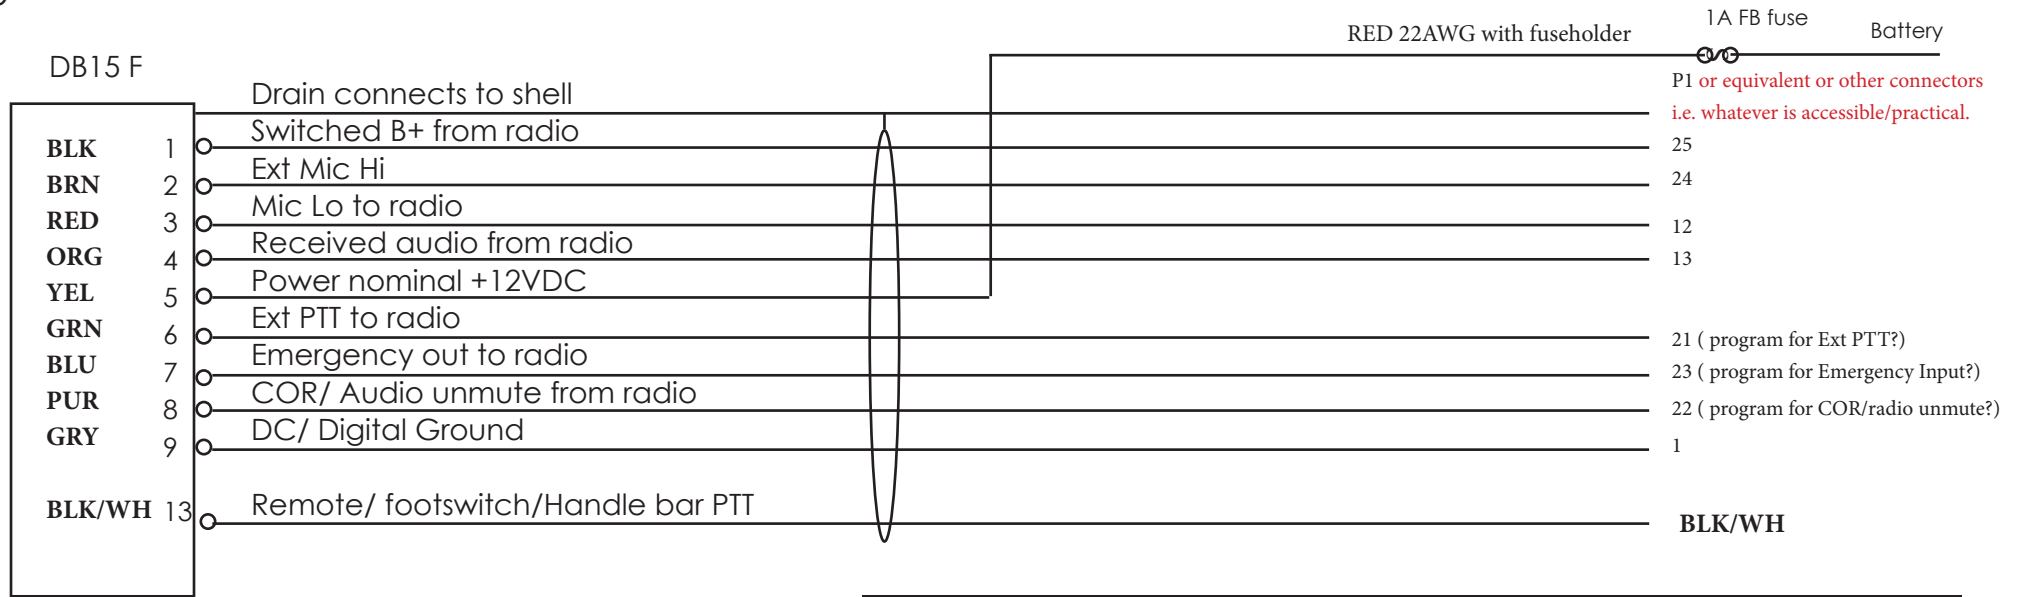 1A FB fuse
RED 22AWG with fuseholder
Battery
DB15 F
P1 or equivalent or other connectors
i.e. whatever is accessible/practical.
Drain connects to shell
BLK 1 Switched B+ from radio 25
BRN 2 Ext Mic Hi 24
RED 3 Mic Lo to radio 12
ORG 4 Received audio from radio 13
YEL 5 Power nominal +12VDC
GRN 6 Ext PTT to radio 21 ( program for Ext PTT?)
BLU 7 Emergency out to radio 23 ( program for Emergency Input?)
PUR 8 COR/ Audio unmute from radio 22 ( program for COR/radio unmute?)
GRY 9 DC/ Digital Ground 1
BLK/WH 13 Remote/ footswitch/Handle bar PTT BLK/WH